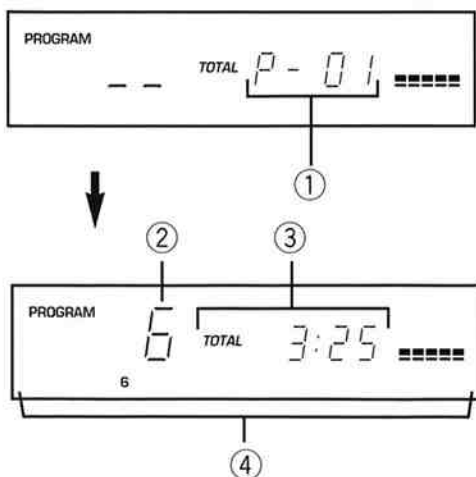 PROGRAM
-- TOTAL P-01
①
② ③
PROGRAM
6 TOTAL 3:25
6
④